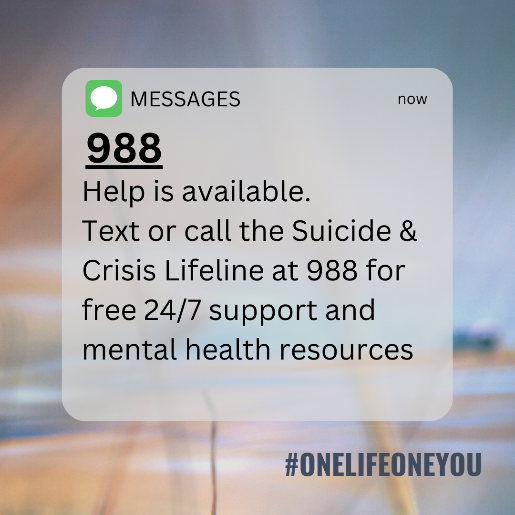 MESSAGES now
988
Help is available.
Text or call the Suicide &
Crisis Lifeline at 988 for
free 24/7 support and
mental health resources
#ONELIFEONEYOU